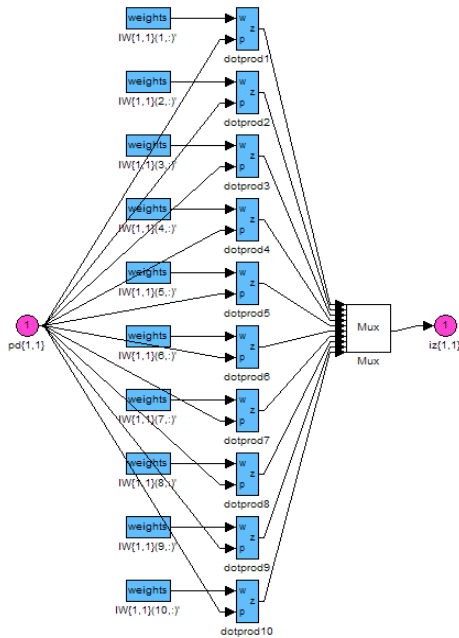 weights
w
z
p
IW{1,1}(1,:)'
dotprod1
weights
w
z
p
IW{1,1}(2,:)'
dotprod2
weights
w
z
p
IW{1,1}(3,:)'
dotprod3
weights
w
z
p
IW{1,1}(4,:)'
dotprod4
weights
w
z
p
IW{1,1}(5,:)'
dotprod5
1
pd{1,1}
Mux
Mux
1
iz{1,1}
weights
w
z
p
IW{1,1}(6,:)'
dotprod6
weights
w
z
p
IW{1,1}(7,:)'
dotprod7
weights
w
z
p
IW{1,1}(8,:)'
dotprod8
weights
w
z
p
IW{1,1}(9,:)'
dotprod9
weights
w
z
p
IW{1,1}(10,:)'
dotprod10